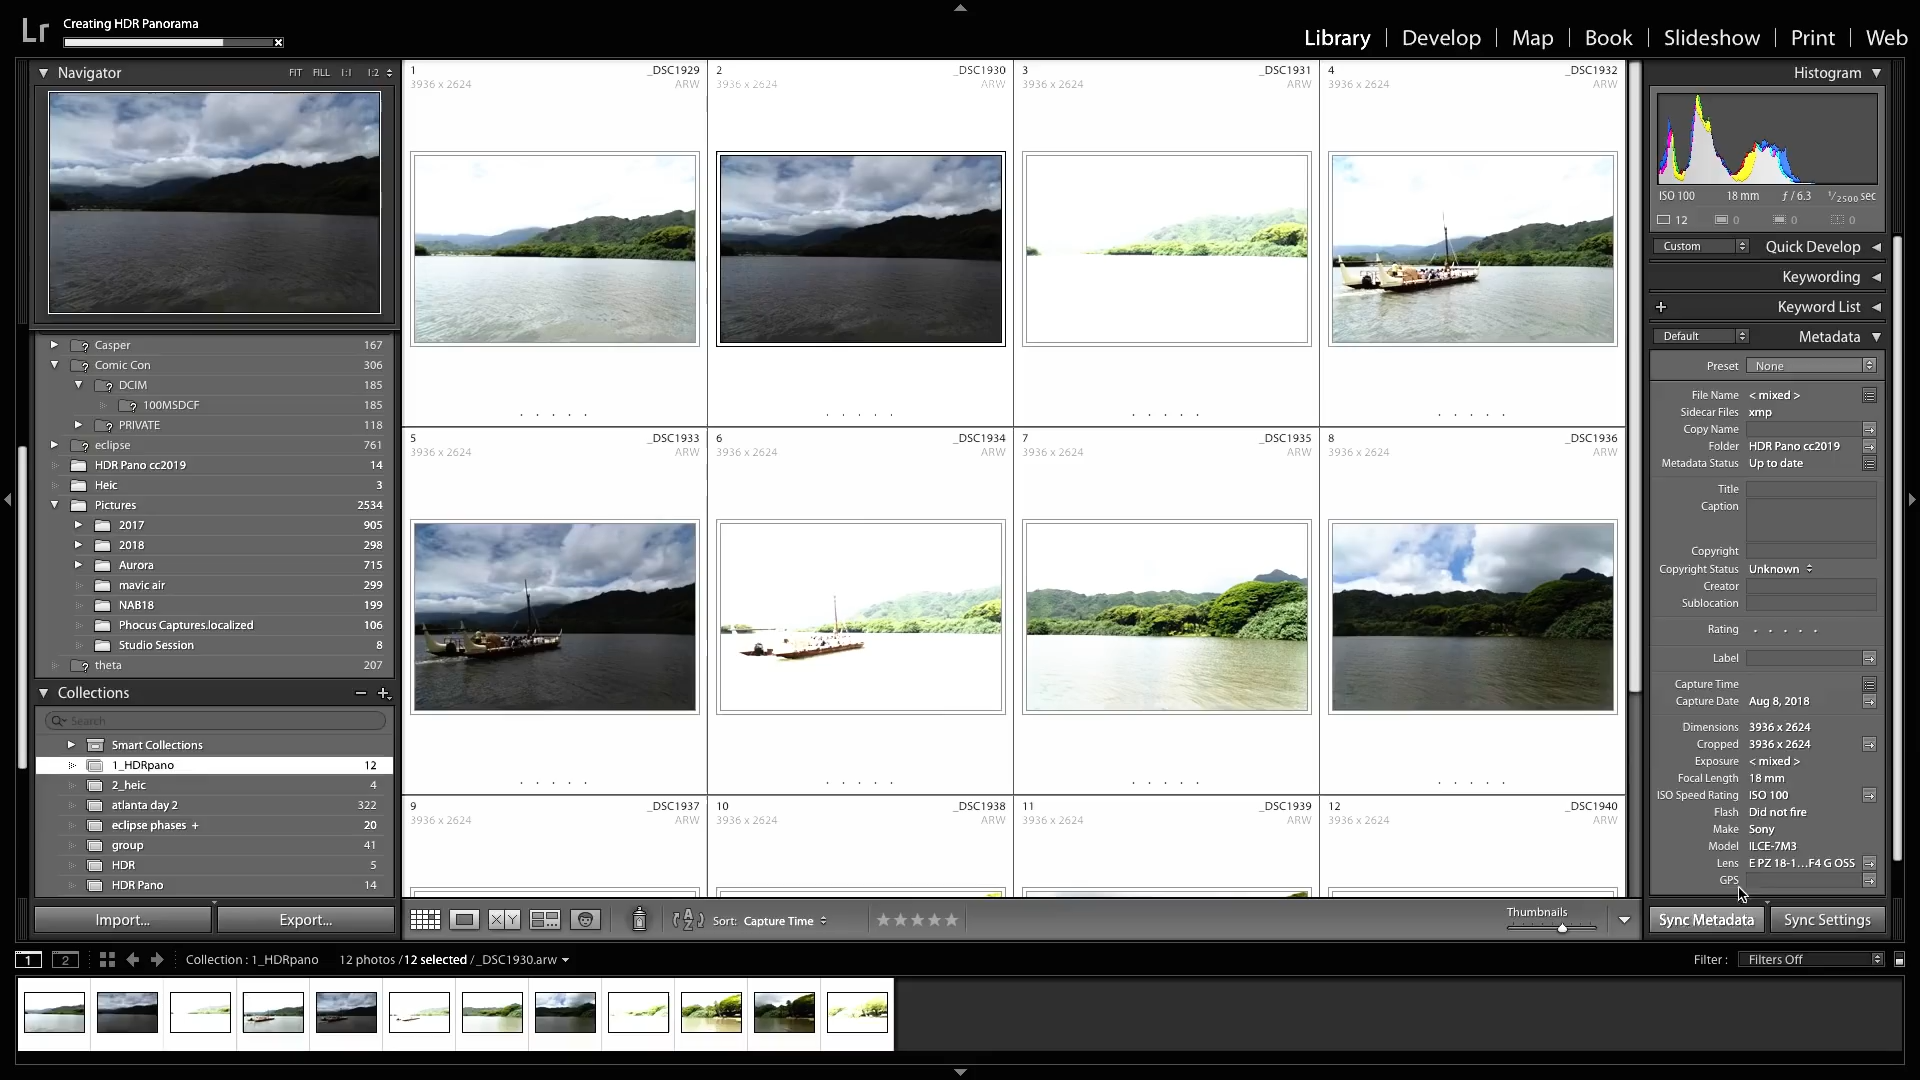 Lr
Creating HDR Panorama
Library | Develop | Map | Book | Slideshow | Print | Web
Navigator FIT FILL 1:1 1:2
Casper 167
Comic Con 306
DCIM 185
100MSDCF 185
PRIVATE 118
eclipse 761
HDR Pano cc2019 14
Heic 3
Pictures 2534
2017 905
2018 298
Aurora 715
mavic air 299
NAB18 199
Phocus Captures.localized 106
Studio Session 8
theta 207
Collections
Search
Smart Collections
1_HDRpano 12
2_heic 4
atlanta day 2 322
eclipse phases + 20
group 41
HDR 5
HDR Pano 14
Import... Export...
1 _DSC1929
3936 x 2624 ARW
2 _DSC1930
3936 x 2624 ARW
3 _DSC1931
3936 x 2624 ARW
4 _DSC1932
3936 x 2624 ARW
5 _DSC1933
3936 x 2624 ARW
6 _DSC1934
3936 x 2624 ARW
7 _DSC1935
3936 x 2624 ARW
8 _DSC1936
3936 x 2624 ARW
9 _DSC1937
3936 x 2624 ARW
10 _DSC1938
3936 x 2624 ARW
11 _DSC1939
3936 x 2624 ARW
12 _DSC1940
3936 x 2624 ARW
XY
Sort: Capture Time
Thumbnails
Histogram
ISO 100 18 mm ƒ / 6.3 1/2500 sec
12 0 0 0
Custom Quick Develop
Keywording
Keyword List
Default Metadata
Preset None
File Name < mixed >
Sidecar Files xmp
Copy Name
Folder HDR Pano cc2019
Metadata Status Up to date
Title
Caption
Copyright
Copyright Status Unknown
Creator
Sublocation
Rating
Label
Capture Time
Capture Date Aug 8, 2018
Dimensions 3936 x 2624
Cropped 3936 x 2624
Exposure < mixed >
Focal Length 18 mm
ISO Speed Rating ISO 100
Flash Did not fire
Make Sony
Model ILCE-7M3
Lens E PZ 18-1...F4 G OSS
GPS
Sync Metadata Sync Settings
1 2 Collection : 1_HDRpano 12 photos / 12 selected / _DSC1930.arw
Filter : Filters Off